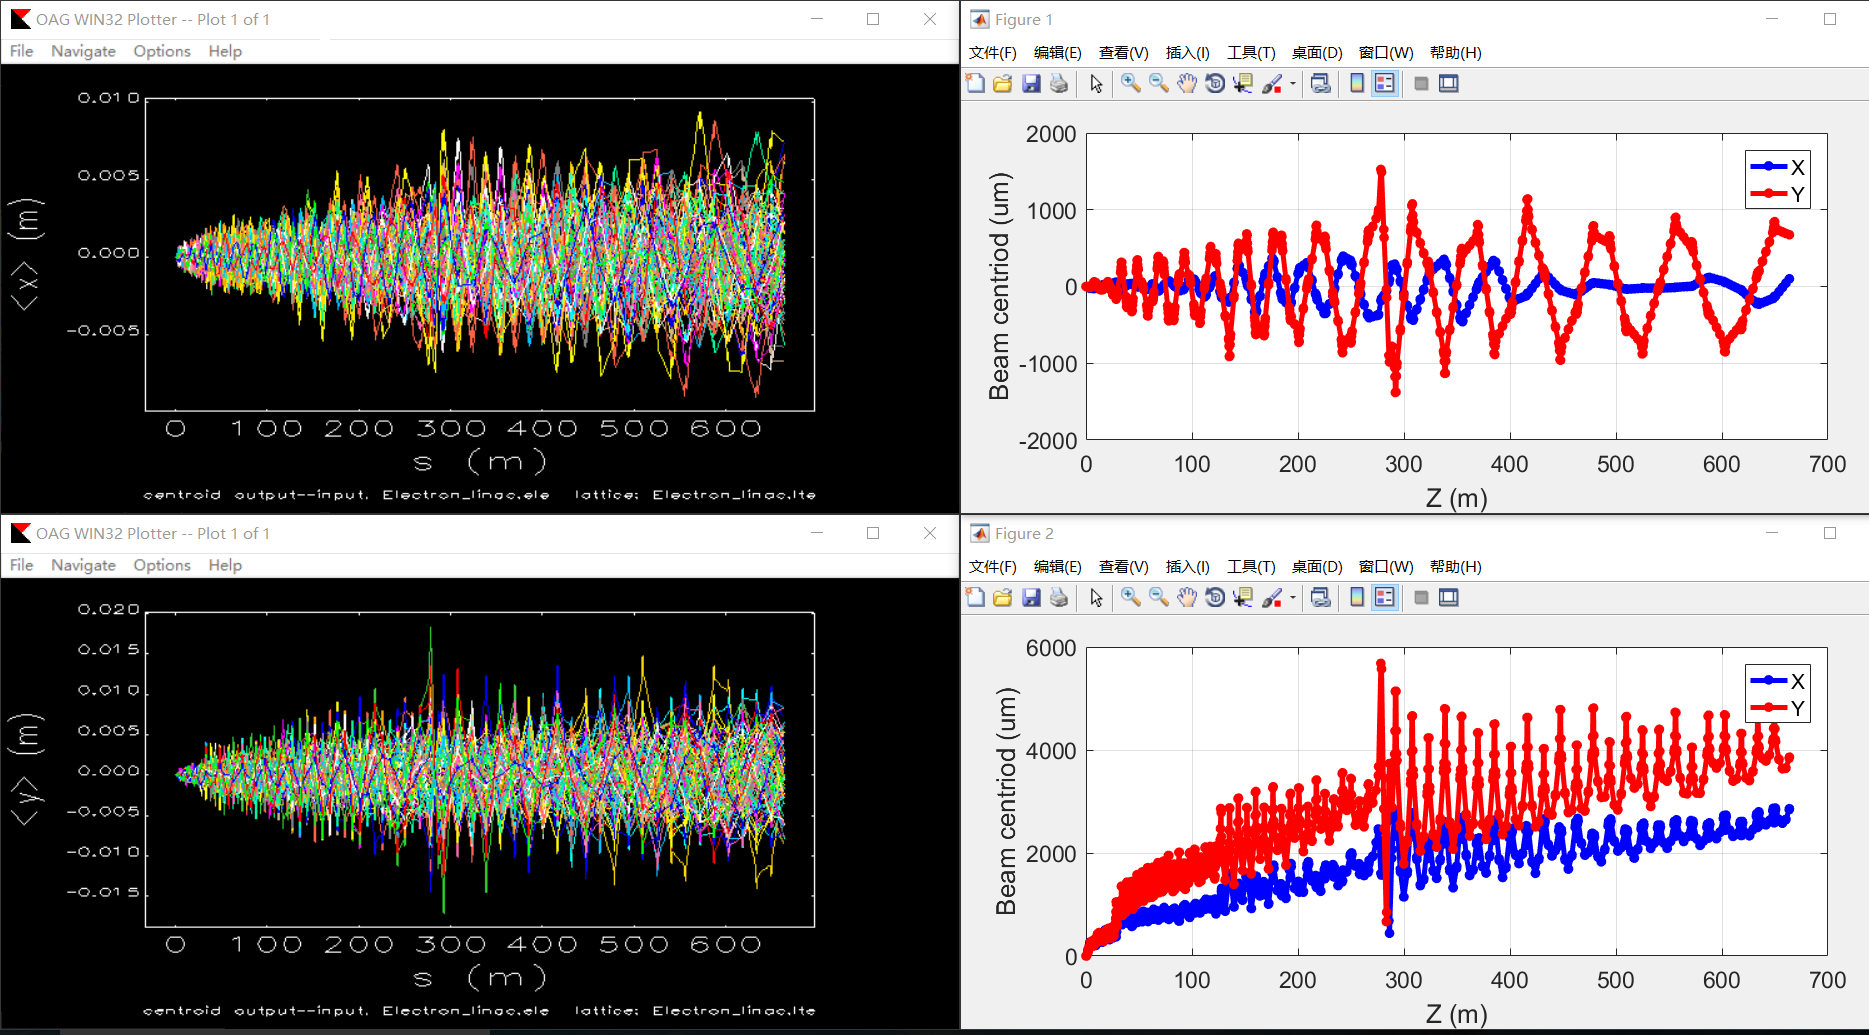 OAG WIN32 Plotter -- Plot 1 of 1
File Navigate Options Help
0.010
0.005
0.000
-0.005
<x> (m)
0 100 200 300 400 500 600
s (m)
centroid output--input: Electron_linac.ele lattice: Electron_linac.lte
Figure 1
文件(F) 编辑(E) 查看(V) 插入(I) 工具(T) 桌面(D) 窗口(W) 帮助(H)
2000
1000
0
-1000
-2000
Beam centriod (um)
X
Y
0 100 200 300 400 500 600 700
Z (m)
OAG WIN32 Plotter -- Plot 1 of 1
File Navigate Options Help
0.020
0.015
0.010
0.005
0.000
-0.005
-0.010
-0.015
<y> (m)
0 100 200 300 400 500 600
s (m)
centroid output--input: Electron_linac.ele lattice: Electron_linac.lte
Figure 2
文件(F) 编辑(E) 查看(V) 插入(I) 工具(T) 桌面(D) 窗口(W) 帮助(H)
6000
4000
2000
0
Beam centriod (um)
X
Y
0 100 200 300 400 500 600 700
Z (m)